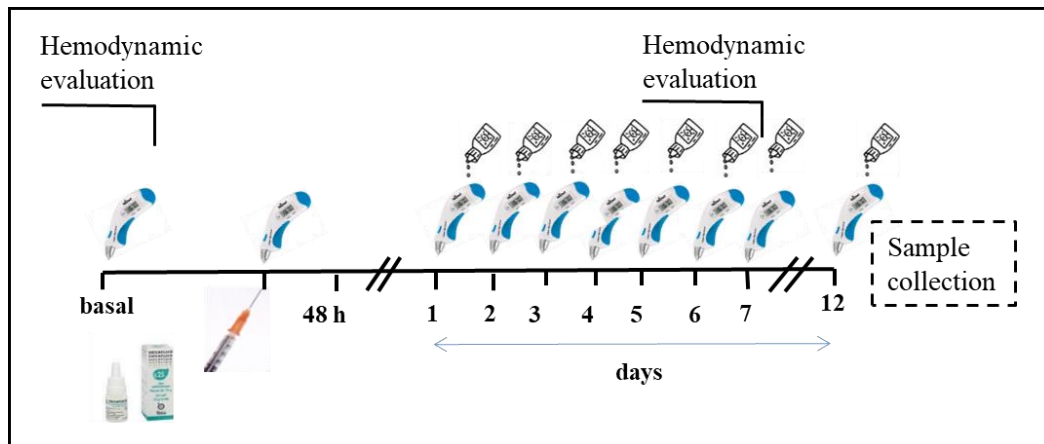 Hemodynamic
evaluation
Hemodynamic
evaluation
Sample
collection
basal
48 h
1
2
3
4
5
6
7
12
days